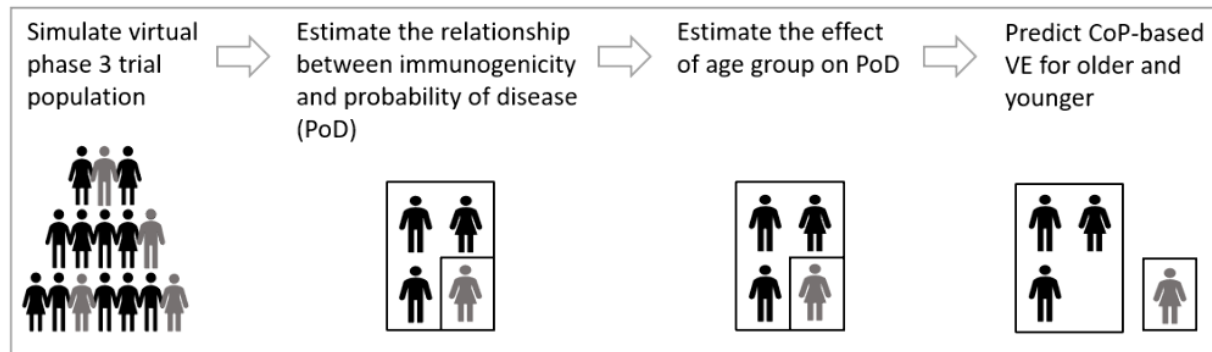 Simulate virtual
phase 3 trial
population
Estimate the relationship
between immunogenicity
and probability of disease
(PoD)
Estimate the effect
of age group on PoD
Predict CoP-based
VE for older and
younger